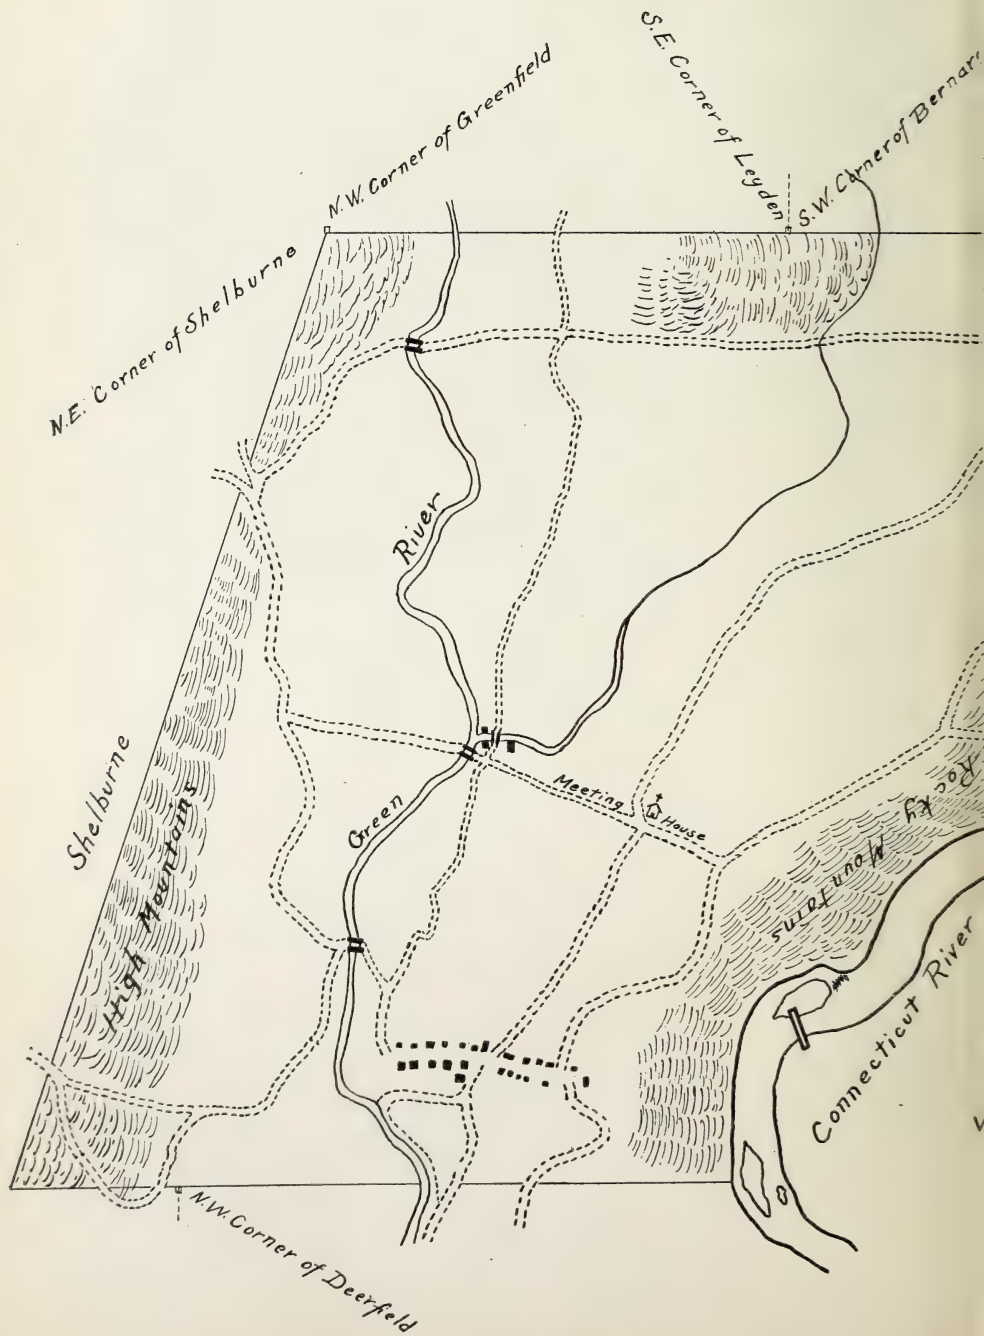 S.E. Corner of Leyden
N.W. Corner of Greenfield
S.W. Corner of Bernar
N.E. Corner of Shelburne
River
Green
Shelburne
High Mountains
Meeting
House
Rocky Mountains
Connecticut River
N.W. Corner of Deerfield